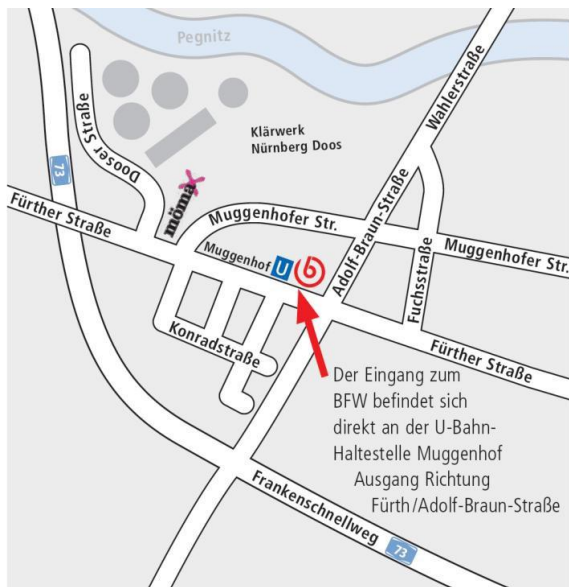 Pegnitz
Wahlerstraße
Klärwerk
Nürnberg Doos
Dooser Straße
73
mömax
Fürther Straße
Muggenhofer Str.
Adolf-Braun-Straße
Muggenhofer Str.
Muggenhof U b
Fuchsstraße
Konradstraße
Fürther Straße
Der Eingang zum
BFW befindet sich
direkt an der U-Bahn-
Haltestelle Muggenhof
Ausgang Richtung
Fürth/Adolf-Braun-Straße
Frankenschnellweg
73